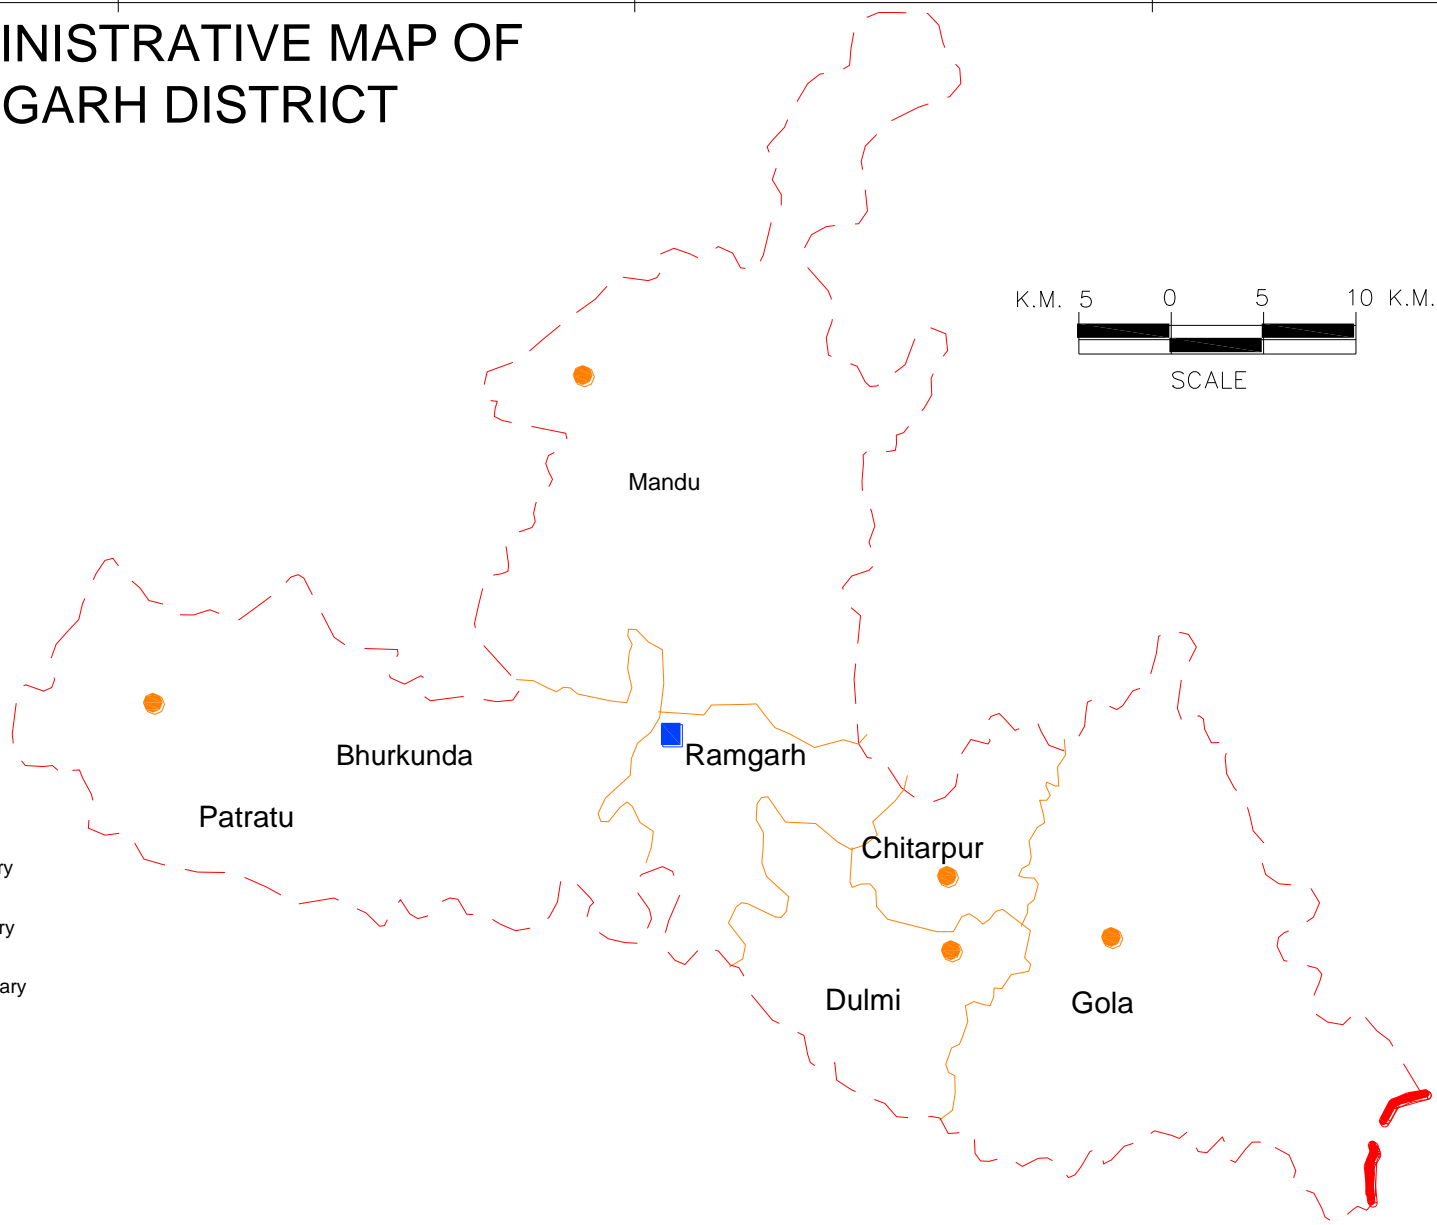 INISTRATIVE MAP OF
GARH DISTRICT
K.M. 5 0 5 10 K.M.
SCALE
Mandu
Bhurkunda
Ramgarh
Patratu
Chitarpur
ry
ry
ary
Dulmi
Gola